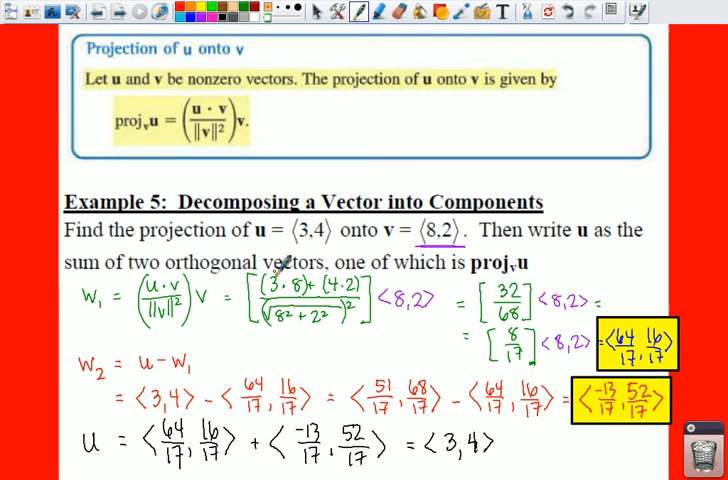 Projection of u onto v
Let u and v be nonzero vectors. The projection of u onto v is given by
proj_v u = (u · v / ||v||²) v.
Example 5: Decomposing a Vector into Components
Find the projection of u = ⟨3,4⟩ onto v = ⟨8,2⟩. Then write u as the
sum of two orthogonal vectors, one of which is proj_v u
W₁ = (u · v / ||v||²) V = [(3·8)+(4·2) / (√(8²+2²))²] <8,2> = [32/68] <8,2> =
= [8/17] <8,2> = <64/17, 16/17>
W₂ = u - W₁
= <3,4> - <64/17, 16/17> = <51/17, 68/17> - <64/17, 16/17> = <-13/17, 52/17>
U = <64/17, 16/17> + <-13/17, 52/17> = <3,4>